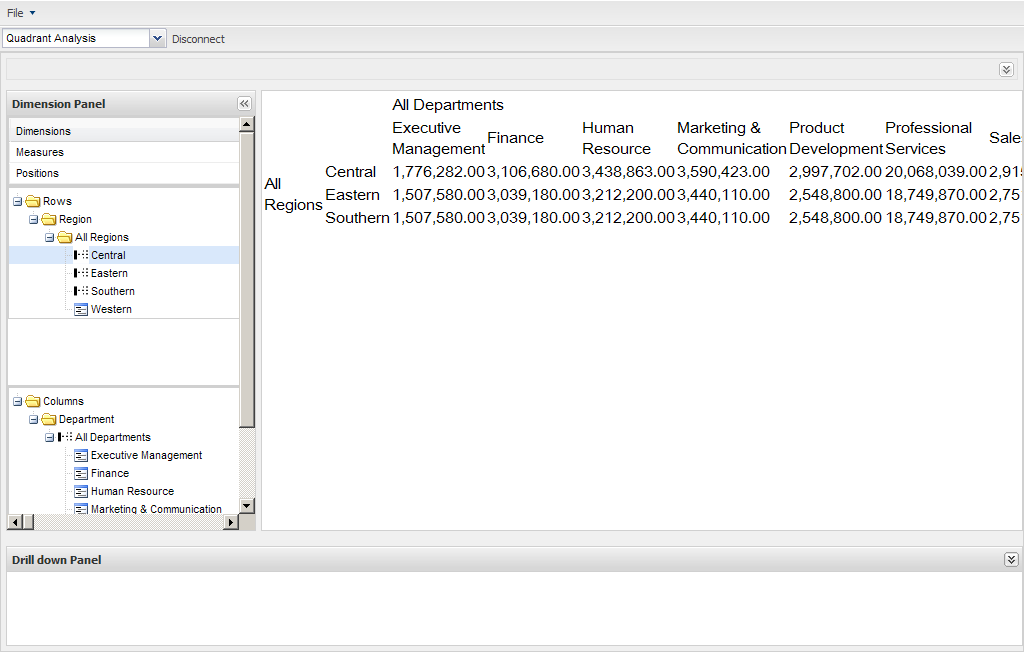 File
Quadrant Analysis Disconnect
Dimension Panel
Dimensions
Measures
Positions
Rows
Region
All Regions
Central
Eastern
Southern
Western
Columns
Department
All Departments
Executive Management
Finance
Human Resource
Marketing & Communication
All Departments
Executive Management Finance Human Resource Marketing & Communication Product Development Professional Services Sales
All Regions
Central 1,776,282.00 3,106,680.00 3,438,863.00 3,590,423.00 2,997,702.00 20,068,039.00 2,91
Eastern 1,507,580.00 3,039,180.00 3,212,200.00 3,440,110.00 2,548,800.00 18,749,870.00 2,75
Southern 1,507,580.00 3,039,180.00 3,212,200.00 3,440,110.00 2,548,800.00 18,749,870.00 2,75
Drill down Panel